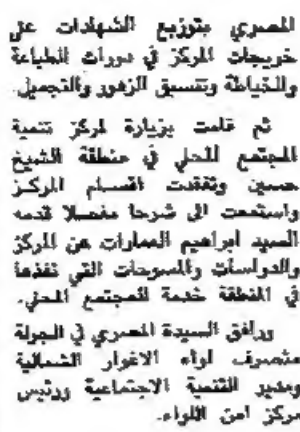 المصري بتوزيع الشهادات على
خريجات المركز في دورات الطباعة
والخياطة وتنسيق الزهور والتجميل.
ثم قامت بزيارة لمركز تنمية
المجتمع المحلي في منطقة الشيخ
حسين وتفقدت اقسام المركز
واستمعت الى شرحا مفصلا قدمه
السيد ابراهيم العمارات عن المركز
والدراسات والمسوحات التي نفذها
في المنطقة خدمة للمجتمع المحلي.
ورافق السيدة المصري في الجولة
متصرف لواء الاغوار الشمالية
ومدير التنمية الاجتماعية ورئيس
مركز امن اللواء.